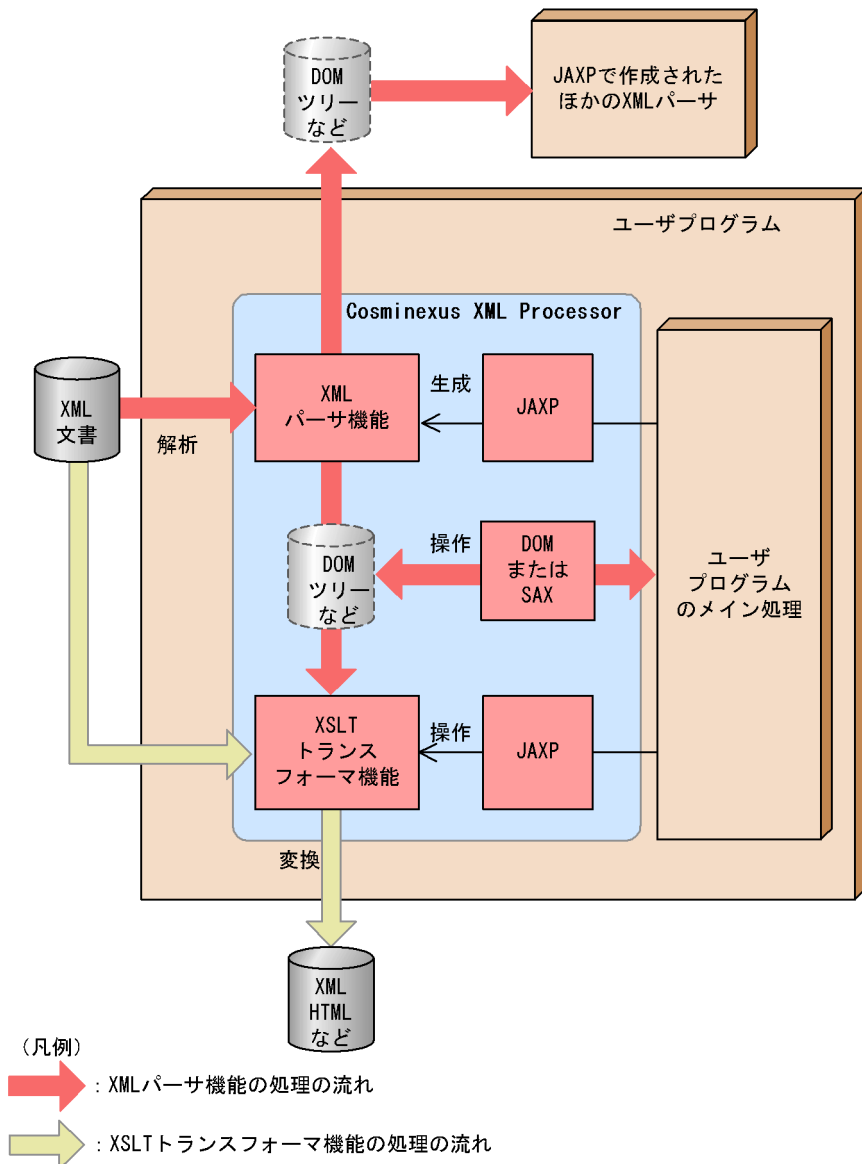 DOM
ツリー
など
JAXPで作成された
ほかのXMLパーサ
ユーザプログラム
Cosminexus XML Processor
XML
文書
解析
XML
パーサ機能
生成
JAXP
DOM
ツリー
など
操作
DOM
または
SAX
ユーザ
プログラム
のメイン処理
XSLT
トランス
フォーマ機能
操作
JAXP
変換
XML
HTML
など
（凡例）
：XMLパーサ機能の処理の流れ
：XSLTトランスフォーマ機能の処理の流れ